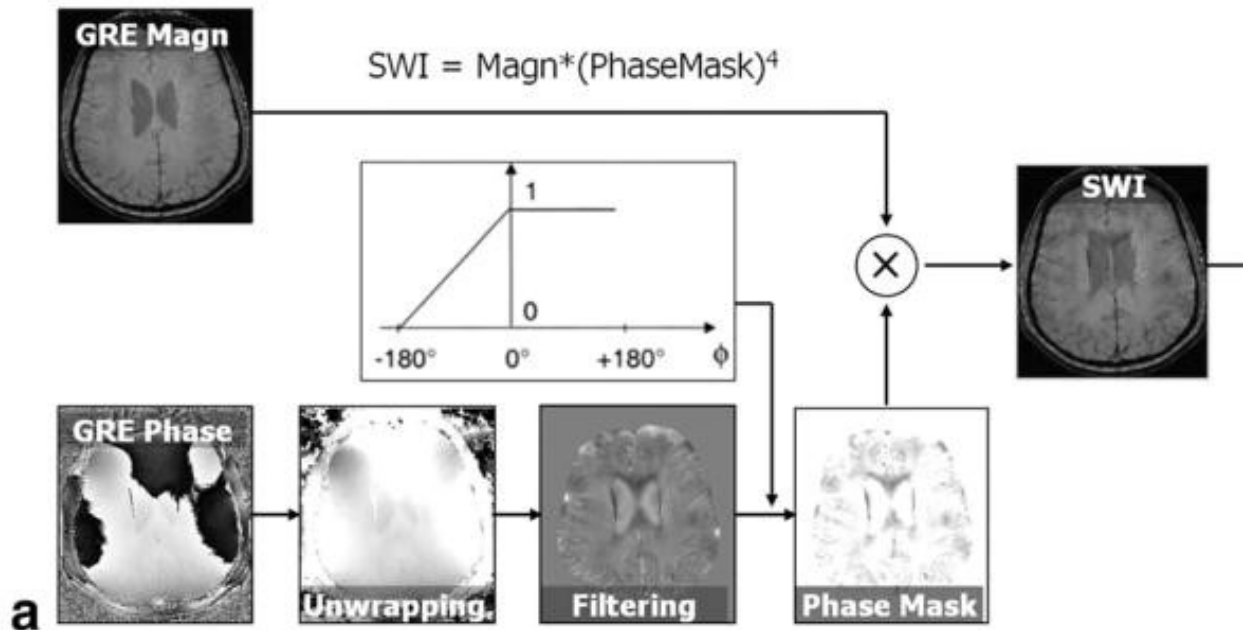 GRE Magn
SWI = Magn*(PhaseMask)⁴
1
0
-180° 0° +180° ϕ
SWI
GRE Phase
Unwrapping
Filtering
Phase Mask
a